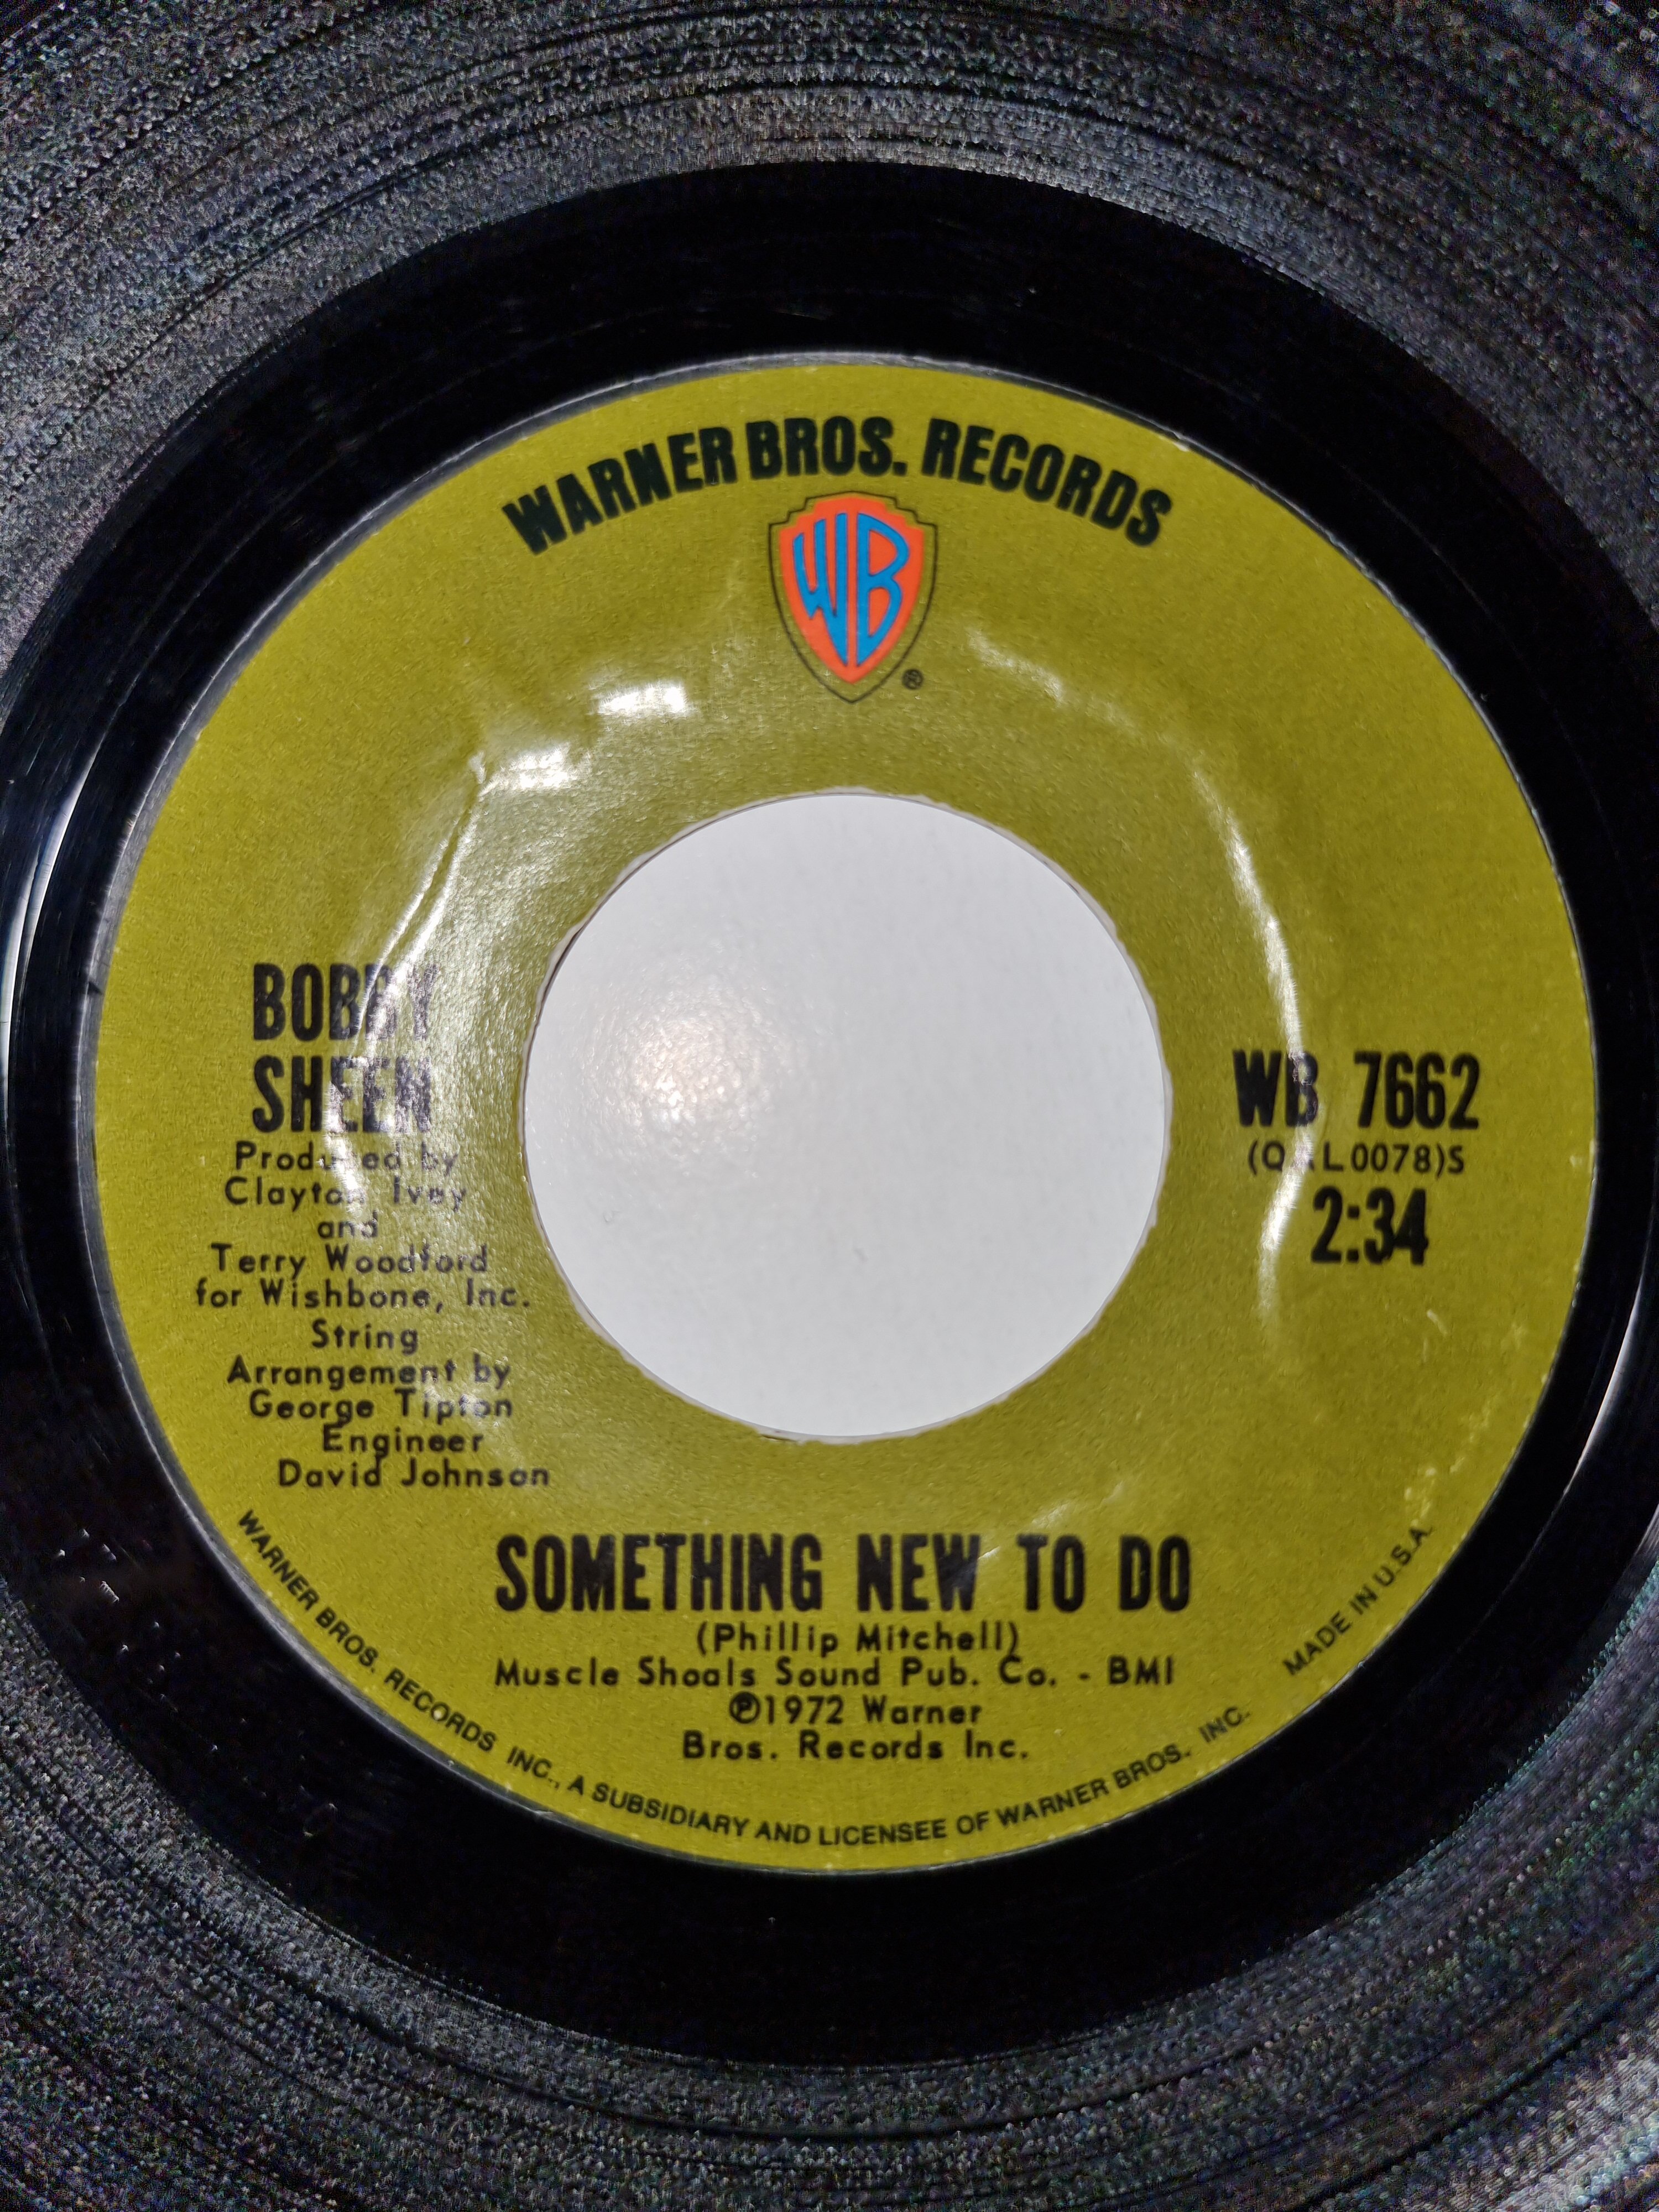 WARNER BROS. RECORDS
WB
®
BOBBY
SHEEN
Produced by
Clayton Ivey
and
Terry Woodford
for Wishbone, Inc.
String
Arrangement by
George Tipton
Engineer
David Johnson
WB 7662
(QAL0078)S
2:34
SOMETHING NEW TO DO
(Phillip Mitchell)
Muscle Shoals Sound Pub. Co. - BMI
℗1972 Warner
Bros. Records Inc.
WARNER BROS. RECORDS INC., A SUBSIDIARY AND LICENSEE OF WARNER BROS., INC.
MADE IN U.S.A.